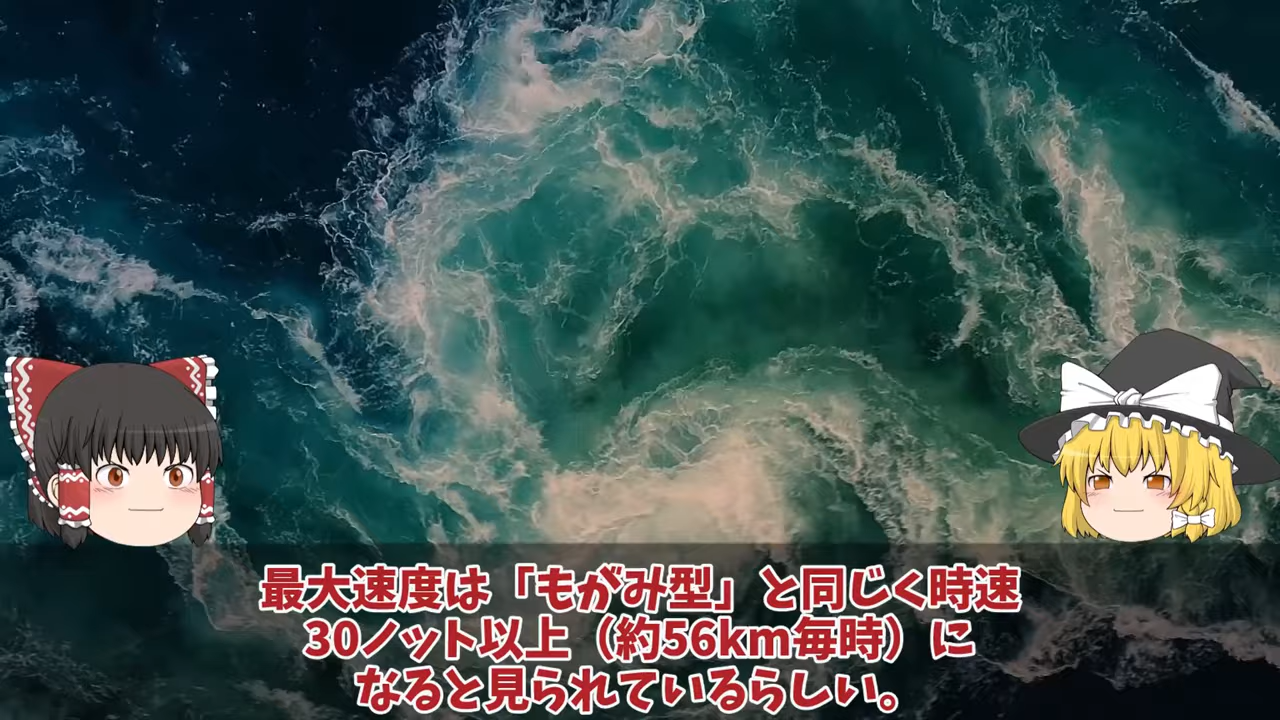 最大速度は「もがみ型」と同じく時速
30ノット以上（約56km毎時）に
なると見られているらしい。